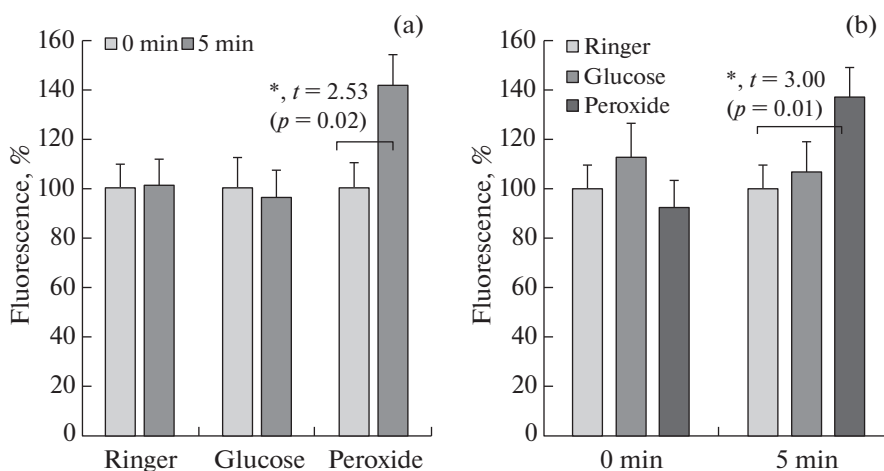 (a)
160
140
120
100
80
60
40
20
0
Fluorescence, %
0 min 5 min
*, t = 2.53
(p = 0.02)
Ringer Glucose Peroxide
(b)
160
140
120
100
80
60
40
20
0
Fluorescence, %
Ringer
Glucose
Peroxide
*, t = 3.00
(p = 0.01)
0 min 5 min